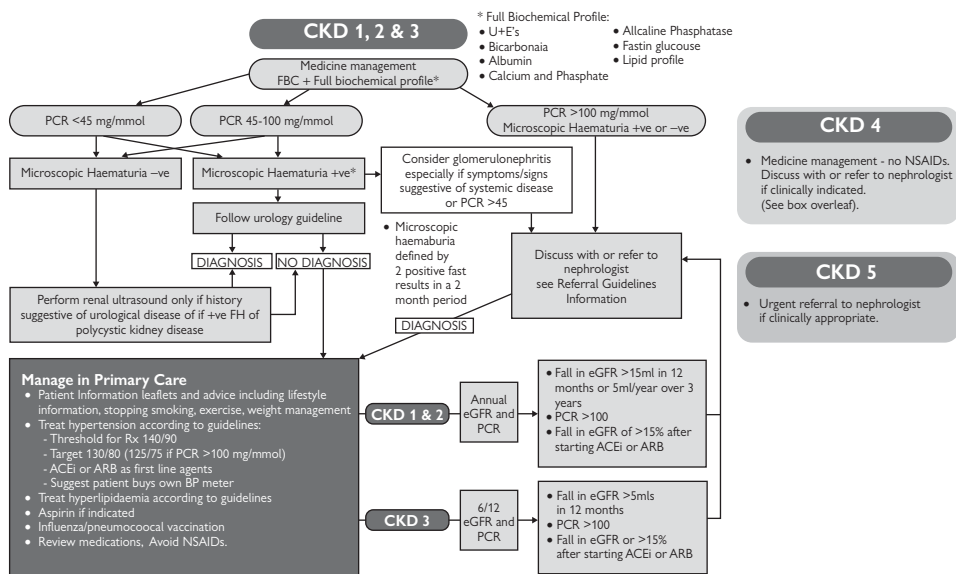 CKD 1, 2 & 3
* Full Biochemical Profile:
• U+E's
• Bicarbonaia
• Albumin
• Calcium and Phosphate
• Allcaline Phosphatase
• Fastin glucouse
• Lipid profile
Medicine management
FBC + Full biochemical profile*
PCR <45 mg/mmol
PCR 45-100 mg/mmol
PCR >100 mg/mmol
Microscopic Haematuria +ve or –ve
Microscopic Haematuria –ve
Microscopic Haematuria +ve*
Consider glomerulonephritis
especially if symptoms/signs
suggestive of systemic disease
or PCR >45
Follow urology guideline
DIAGNOSIS
NO DIAGNOSIS
• Microscopic
haemaburia
defined by
2 positive fast
results in a 2
month period
Discuss with or refer to
nephrologist
see Referral Guidelines
Information
Perform renal ultrasound only if history
suggestive of urological disease of if +ve FH of
polycystic kidney disease
DIAGNOSIS
Manage in Primary Care
• Patient Information leaflets and advice including lifestyle
information, stopping smoking, exercise, weight management
• Treat hypertension according to guidelines:
- Threshold for Rx 140/90
- Target 130/80 (125/75 if PCR >100 mg/mmol)
- ACEi or ARB as first line agents
- Suggest patient buys own BP meter
• Treat hyperlipidaemia according to guidelines
• Aspirin if indicated
• Influenza/pneumocoocal vaccination
• Review medications, Avoid NSAIDs.
CKD 1 & 2
Annual
eGFR and
PCR
• Fall in eGFR >15ml in 12
months or 5ml/year over 3
years
• PCR >100
• Fall in eGFR of >15% after
starting ACEi or ARB
CKD 3
6/12
eGFR and
PCR
• Fall in eGFR >5mls
in 12 months
• PCR >100
• Fall in eGFR or >15%
after starting ACEi or ARB
CKD 4
• Medicine management - no NSAIDs.
Discuss with or refer to nephrologist
if clinically indicated.
(See box overleaf).
CKD 5
• Urgent referral to nephrologist
if clinically appropriate.